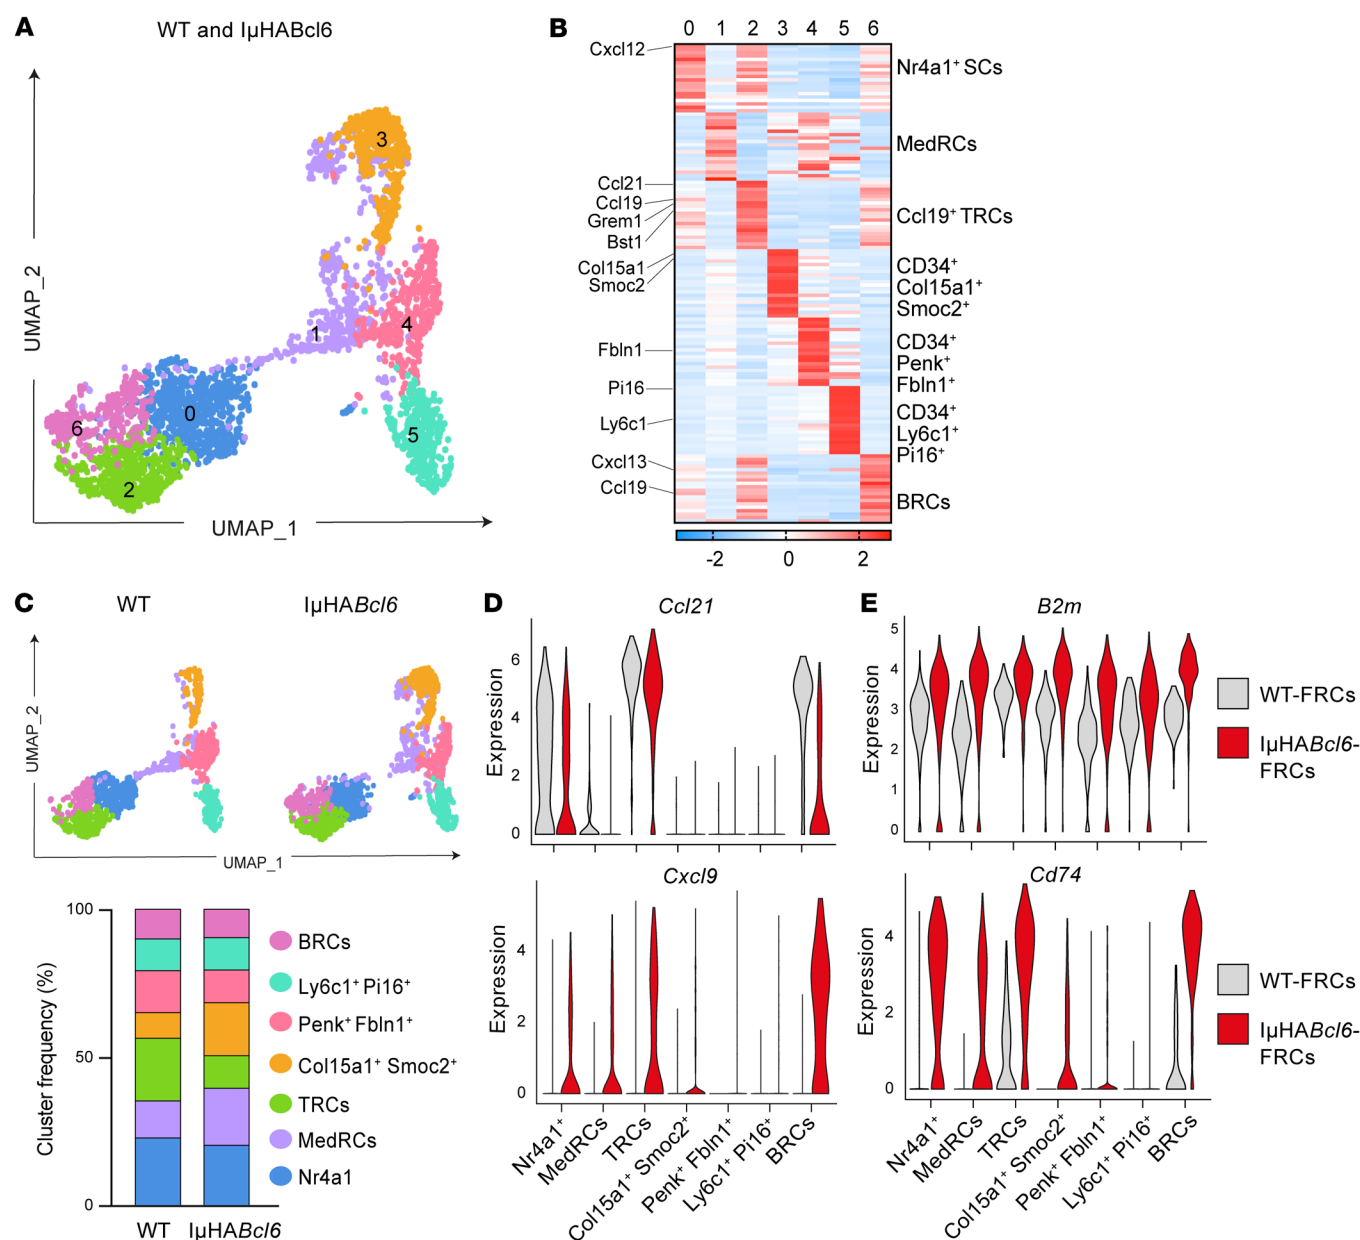 A
WT and IµHABcl6
UMAP_2
UMAP_1
0
1
2
3
4
5
6
B
0 1 2 3 4 5 6
Cxcl12
Ccl21
Ccl19
Grem1
Bst1
Col15a1
Smoc2
Fbln1
Pi16
Ly6c1
Cxcl13
Ccl19
Nr4a1⁺ SCs
MedRCs
Ccl19⁺ TRCs
CD34⁺
Col15a1⁺
Smoc2⁺
CD34⁺
Penk⁺
Fbln1⁺
CD34⁺
Ly6c1⁺
Pi16⁺
BRCs
-2 0 2
C
WT
IµHABcl6
UMAP_2
UMAP_1
Cluster frequency (%)
100
50
0
WT
IµHABcl6
BRCs
Ly6c1⁺ Pi16⁺
Penk⁺ Fbln1⁺
Col15a1⁺ Smoc2⁺
TRCs
MedRCs
Nr4a1
D
Ccl21
Expression
6
4
2
0
Cxcl9
Expression
4
2
0
Nr4a1⁺
MedRCs
TRCs
Col15a1⁺ Smoc2⁺
Penk⁺ Fbln1⁺
Ly6c1⁺ Pi16⁺
BRCs
E
B2m
Expression
5
4
3
2
1
0
WT-FRCs
IµHABcl6-
FRCs
Cd74
Expression
4
2
0
Nr4a1⁺
MedRCs
TRCs
Col15a1⁺ Smoc2⁺
Penk⁺ Fbln1⁺
Ly6c1⁺ Pi16⁺
BRCs
WT-FRCs
IµHABcl6-
FRCs